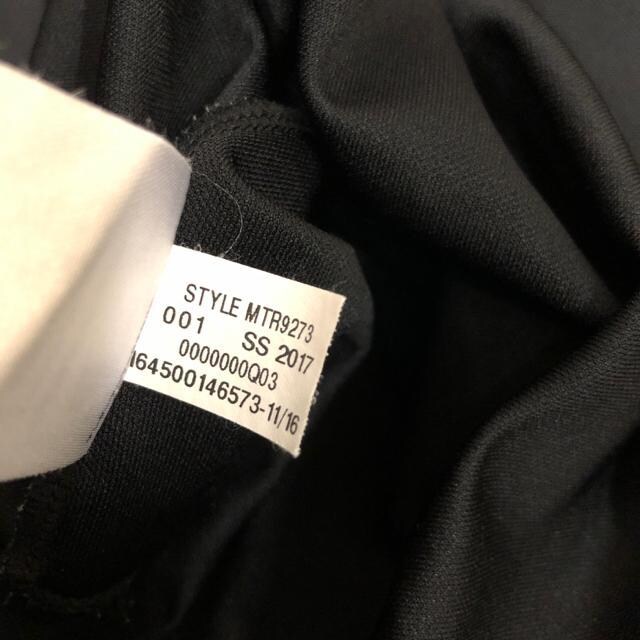 STYLE MTR9273
001 SS 2017
0000000Q03
164500146573-11/16